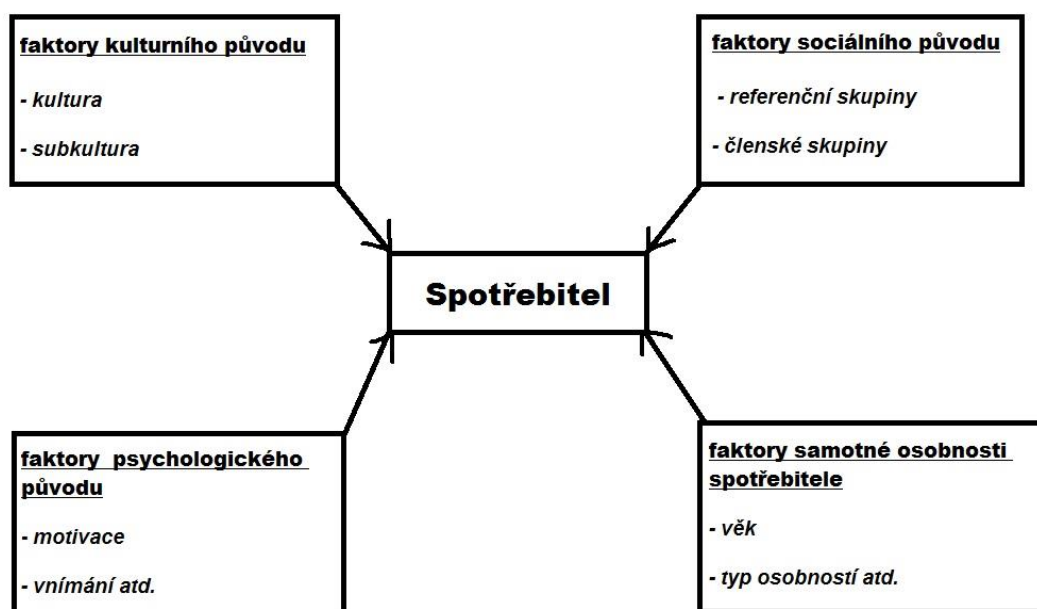 faktory kulturního původu
- kultura
- subkultura
faktory sociálního původu
- referenční skupiny
- členské skupiny
Spotřebitel
faktory psychologického
původu
- motivace
- vnímání atd.
faktory samotné osobnosti
spotřebitele
- věk
- typ osobností atd.